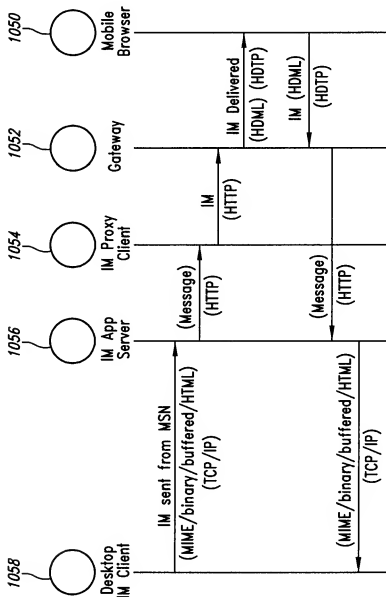 1050
Mobile
Browser
1052
Gateway
1054
IM Proxy
Client
1056
IM App
Server
1058
Desktop
IM Client
IM Delivered
(HDML) (HDTP)
IM (HDML)
(HDTP)
IM
(HTTP)
(Message)
(HTTP)
(Message)
(HTTP)
IM sent from MSN
(MIME/binary/buffered/HTML)
(TCP/IP)
(MIME/binary/buffered/HTML)
(TCP/IP)